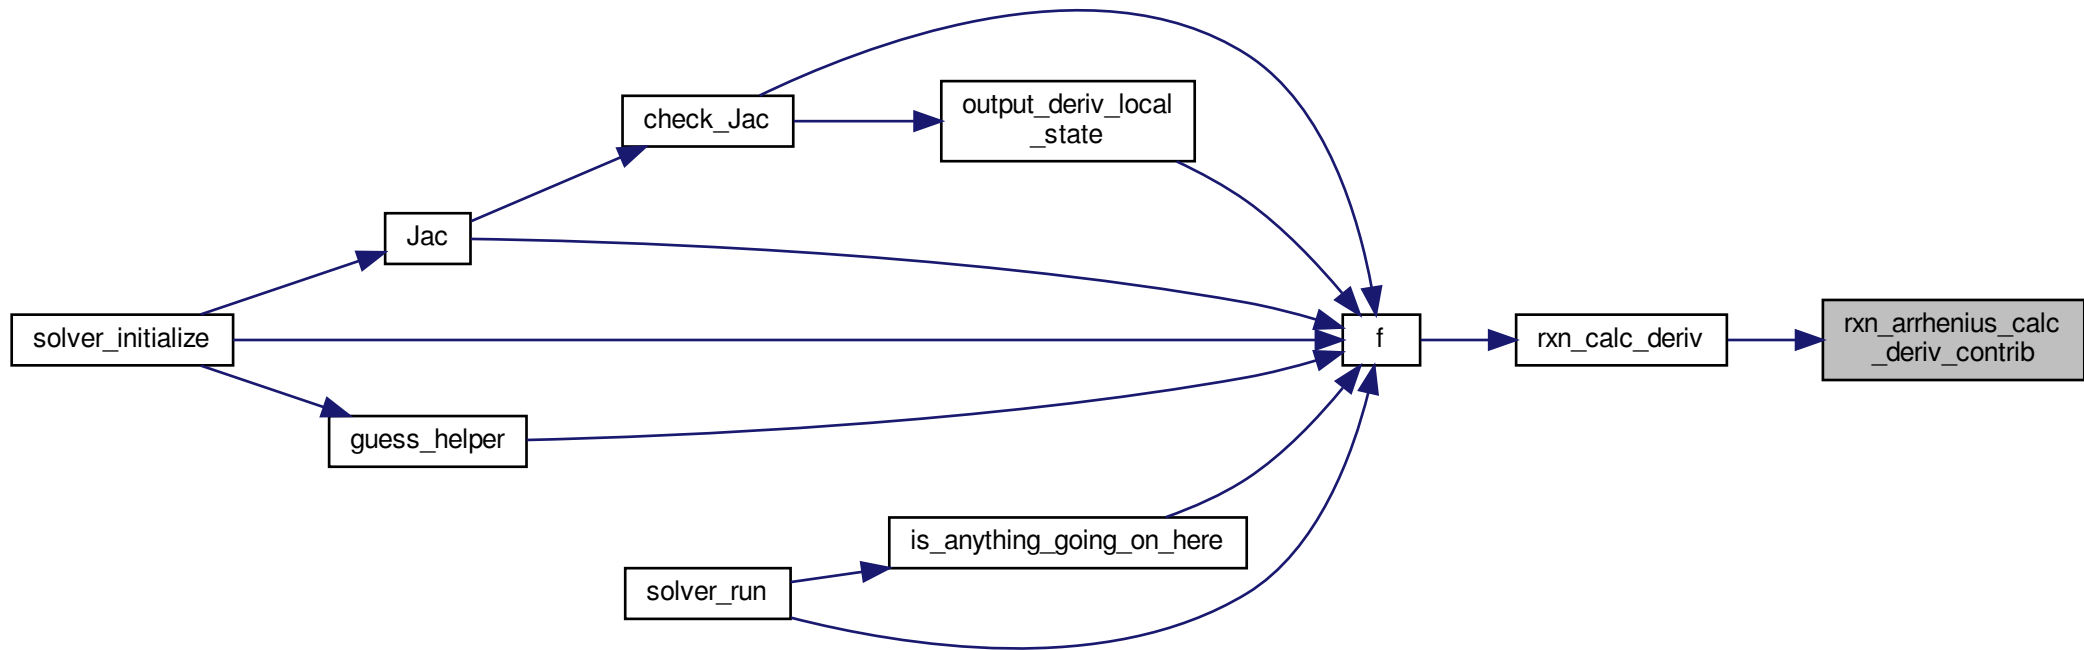 output_deriv_local
_state
check_Jac
Jac
rxn_arrhenius_calc
_deriv_contrib
solver_initialize
f
rxn_calc_deriv
guess_helper
is_anything_going_on_here
solver_run